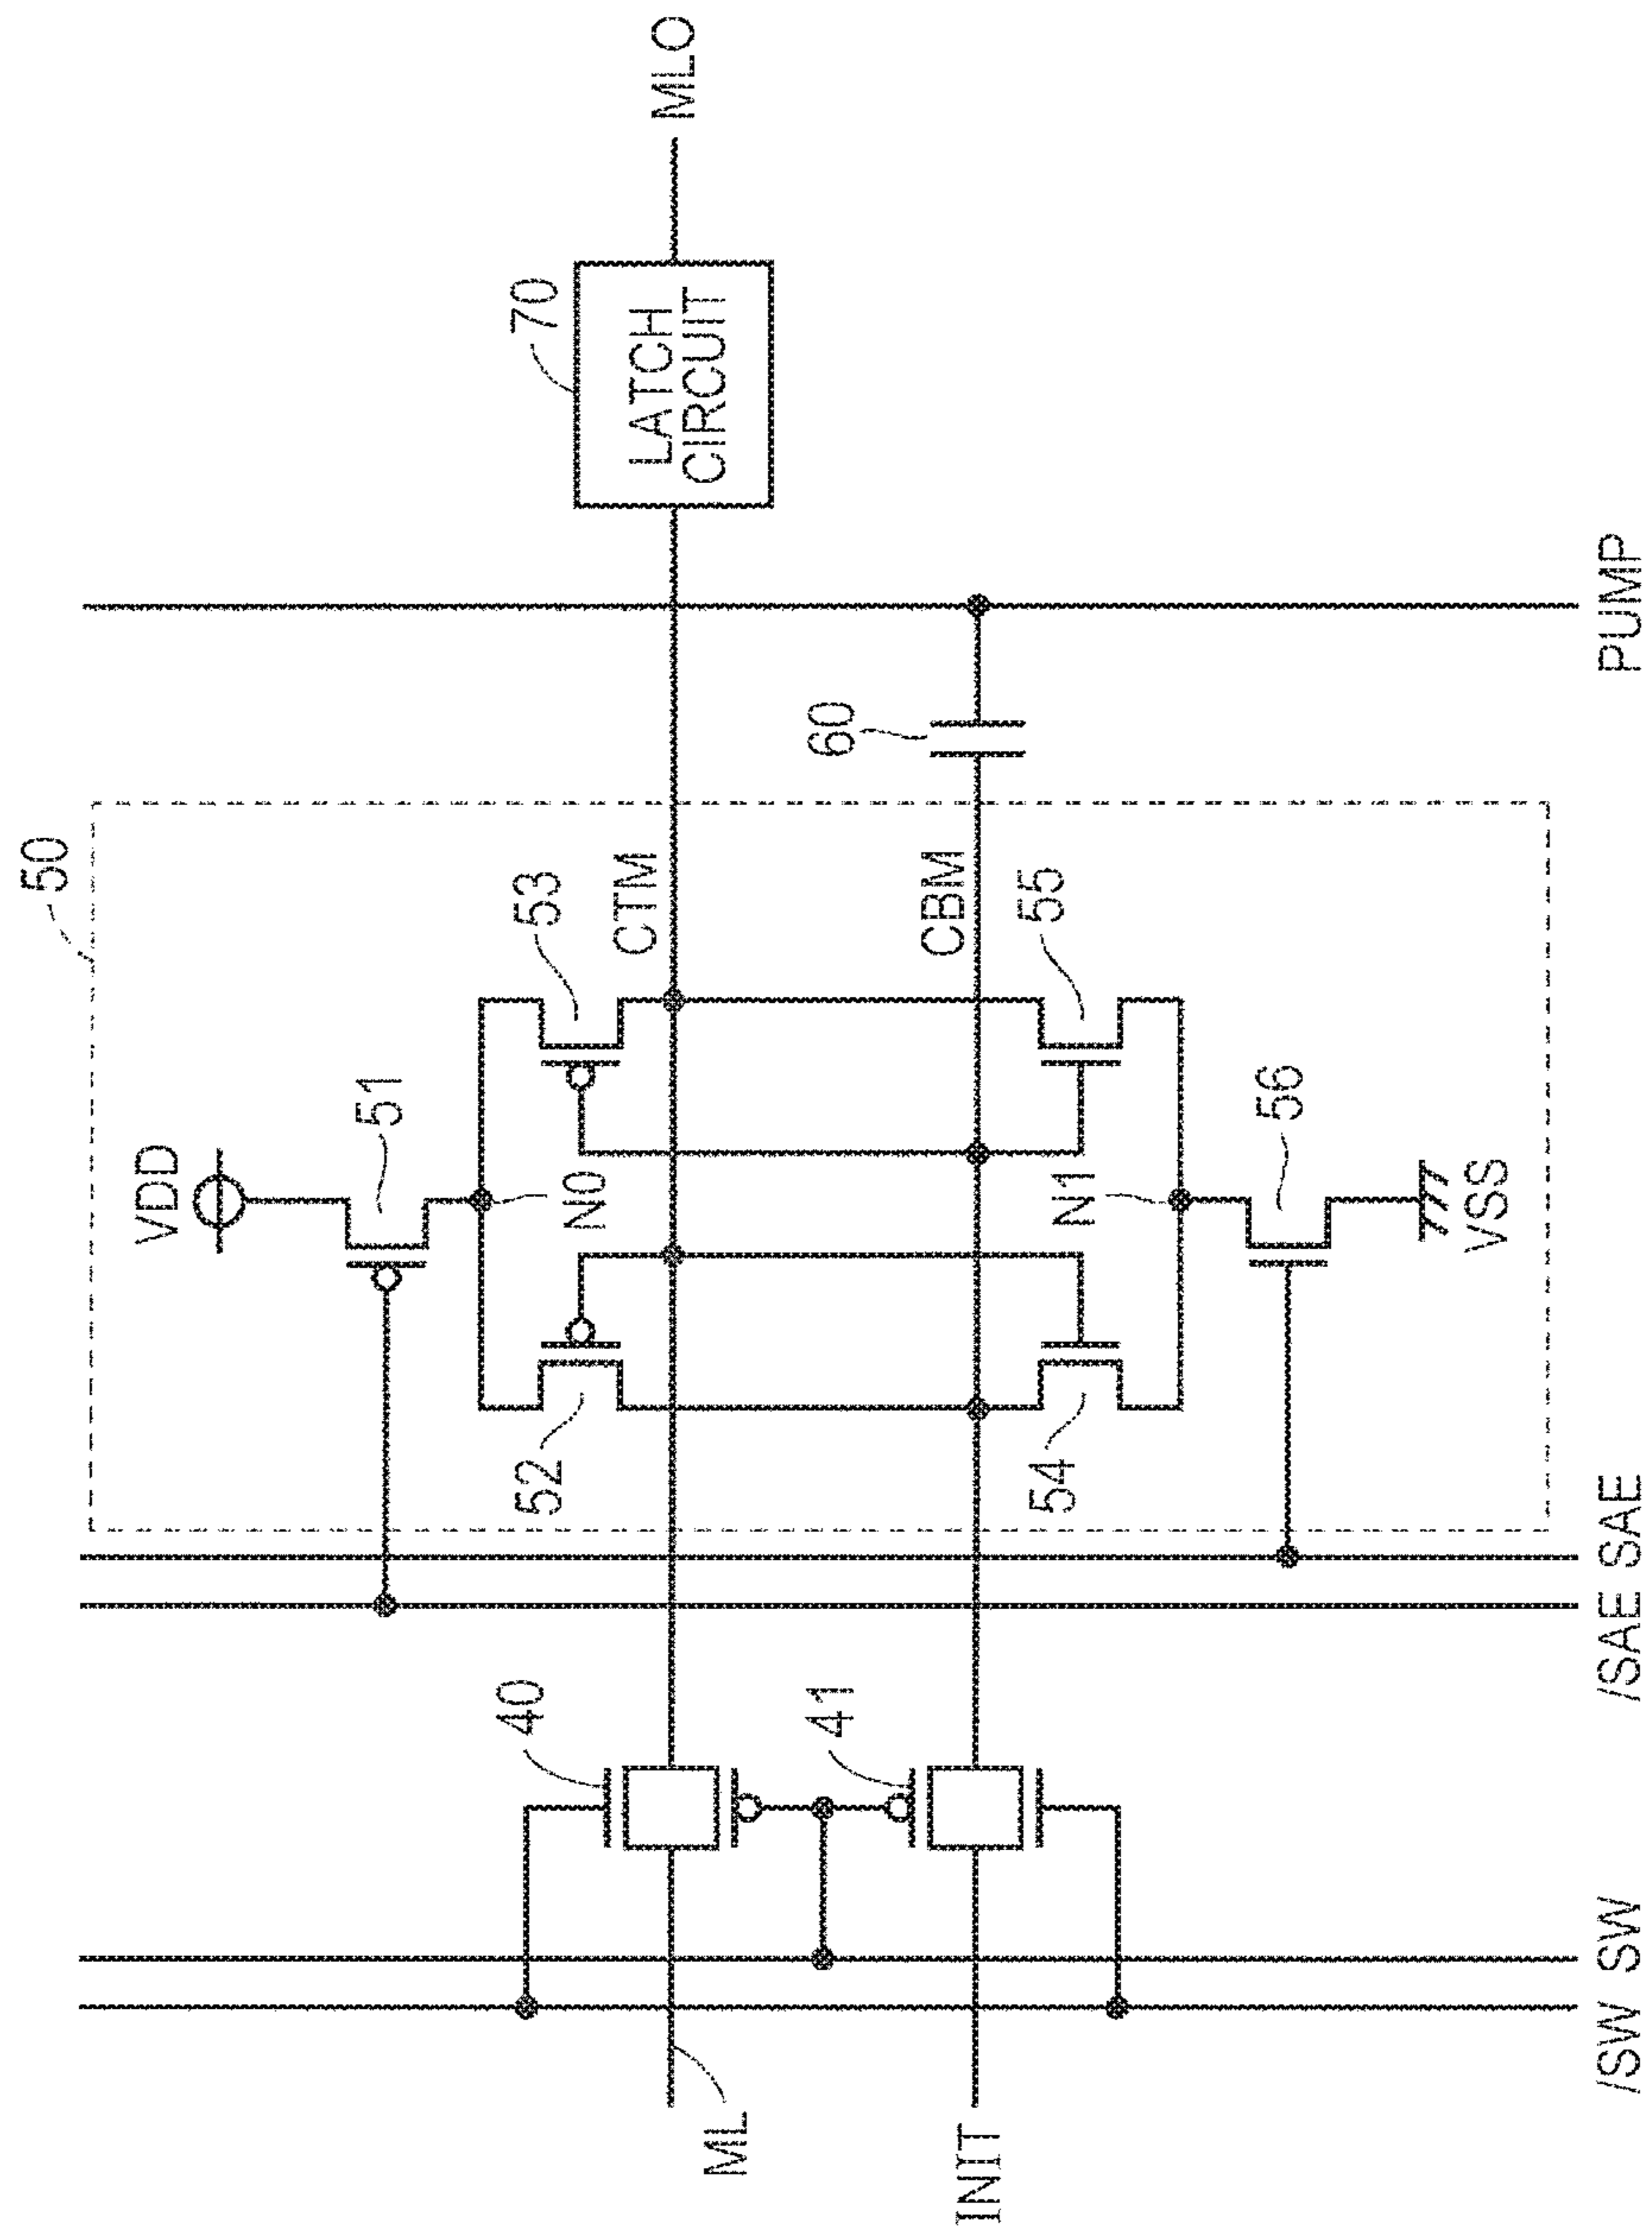 50
VDD
51
53
70
LATCH
CIRCUIT
MLO
52
N0
CTM
60
40
41
CBM
54
N1
55
56
ML
INIT
VSS
/SW
SW
/SAE
SAE
PUMP